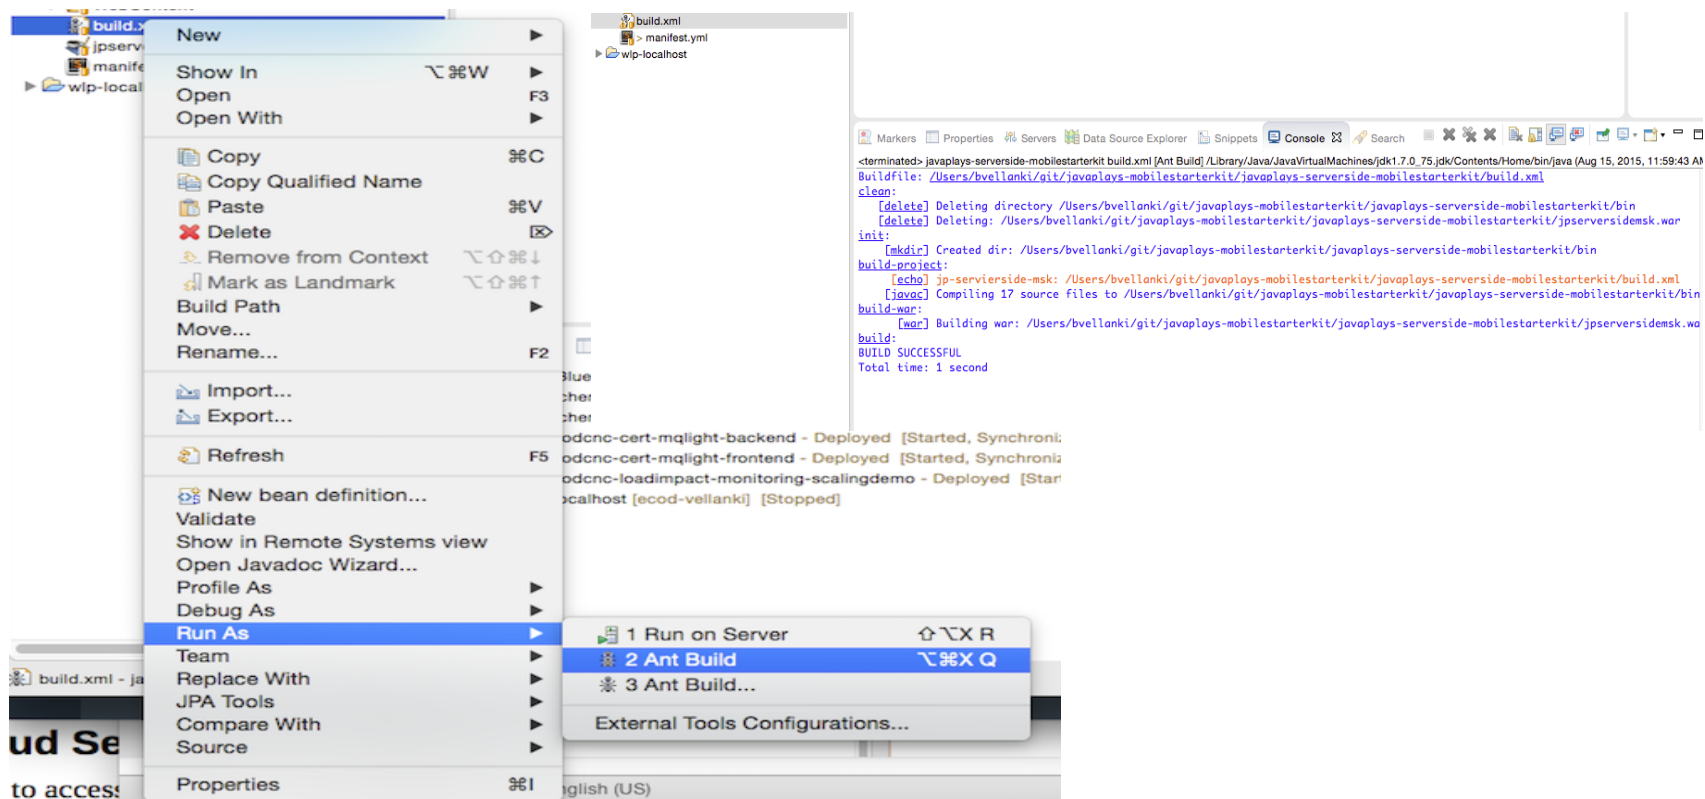 build.x
jpserv
manife
wlp-local
New
Show In ⌥⌘W
Open F3
Open With
Copy ⌘C
Copy Qualified Name
Paste ⌘V
Delete
Remove from Context ⌥⇧⌘↓
Mark as Landmark ⌥⇧⌘↑
Build Path
Move...
Rename... F2
Import...
Export...
Refresh F5
New bean definition...
Validate
Show in Remote Systems view
Open Javadoc Wizard...
Profile As
Debug As
Run As
Team
Replace With
JPA Tools
Compare With
Source
Properties ⌘I
1 Run on Server ⇧⌥X R
2 Ant Build ⌥⌘X Q
3 Ant Build...
External Tools Configurations...
Blue
cher
cher
odcnc-cert-mqlight-backend - Deployed [Started, Synchroniz
odcnc-cert-mqlight-frontend - Deployed [Started, Synchroniz
odcnc-loadimpact-monitoring-scalingdemo - Deployed [Star
ocalhost [ecod-vellanki] [Stopped]
build.xml - ja
ud Se
to access
nglish (US)
build.xml
> manifest.yml
wlp-localhost
Markers Properties Servers Data Source Explorer Snippets Console Search
<terminated> javaplays-serverside-mobilestarterkit build.xml [Ant Build] /Library/Java/JavaVirtualMachines/jdk1.7.0_75.jdk/Contents/Home/bin/java (Aug 15, 2015, 11:59:43 AM
Buildfile: /Users/bvellanki/git/javaplays-mobilestarterkit/javaplays-serverside-mobilestarterkit/build.xml
clean:
[delete] Deleting directory /Users/bvellanki/git/javaplays-mobilestarterkit/javaplays-serverside-mobilestarterkit/bin
[delete] Deleting: /Users/bvellanki/git/javaplays-mobilestarterkit/javaplays-serverside-mobilestarterkit/jpserversidemsk.war
init:
[mkdir] Created dir: /Users/bvellanki/git/javaplays-mobilestarterkit/javaplays-serverside-mobilestarterkit/bin
build-project:
[echo] jp-servierside-msk: /Users/bvellanki/git/javaplays-mobilestarterkit/javaplays-serverside-mobilestarterkit/build.xml
[javac] Compiling 17 source files to /Users/bvellanki/git/javaplays-mobilestarterkit/javaplays-serverside-mobilestarterkit/bin
build-war:
[war] Building war: /Users/bvellanki/git/javaplays-mobilestarterkit/javaplays-serverside-mobilestarterkit/jpserversidemsk.wa
build:
BUILD SUCCESSFUL
Total time: 1 second